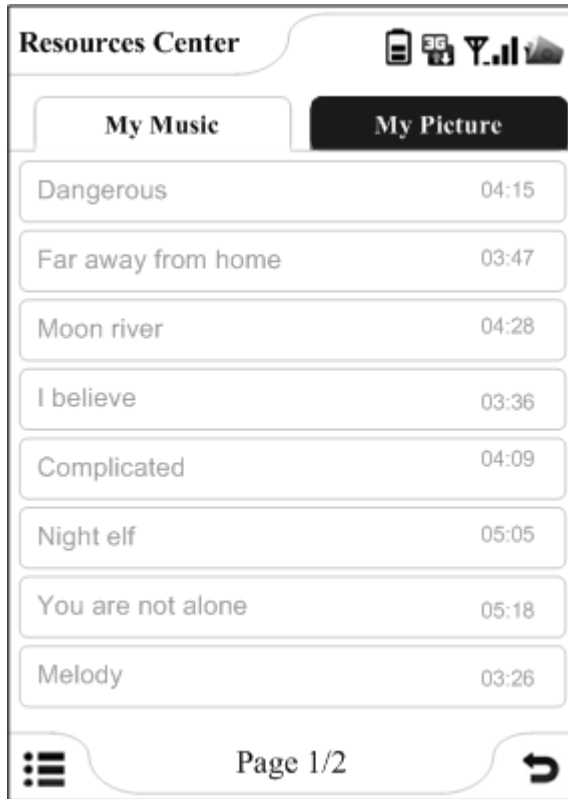 Resources Center
3G
My Music My Picture
Dangerous 04:15
Far away from home 03:47
Moon river 04:28
I believe 03:36
Complicated 04:09
Night elf 05:05
You are not alone 05:18
Melody 03:26
Page 1/2